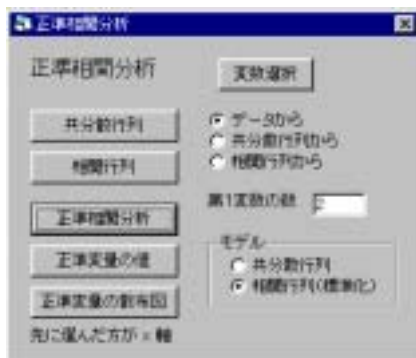 正準相関分析
正準相関分析
変数選択
共分散行列
相関行列
正準相関分析
正準変量の値
正準変量の散布図
先に選んだ方が x 軸
データから
共分散行列から
相関行列から
第1変数の数 2
モデル
共分散行列
相関行列(標準化)